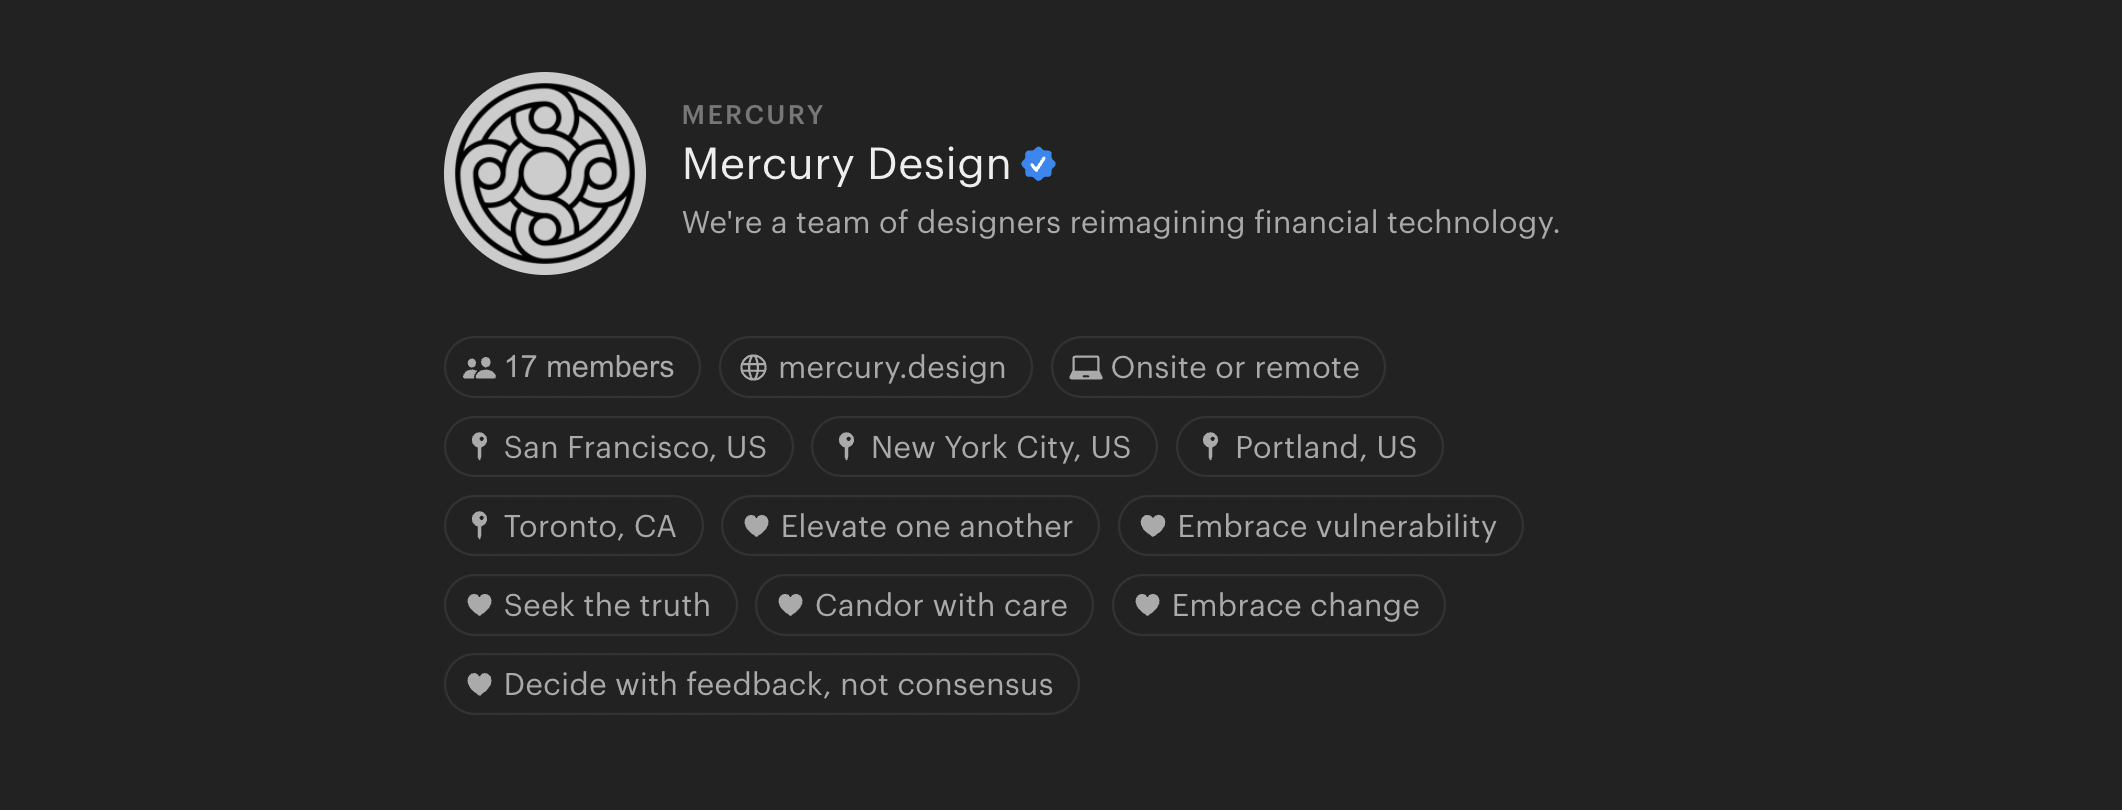 MERCURY
Mercury Design
We're a team of designers reimagining financial technology.
17 members mercury.design Onsite or remote
San Francisco, US New York City, US Portland, US
Toronto, CA Elevate one another Embrace vulnerability
Seek the truth Candor with care Embrace change
Decide with feedback, not consensus